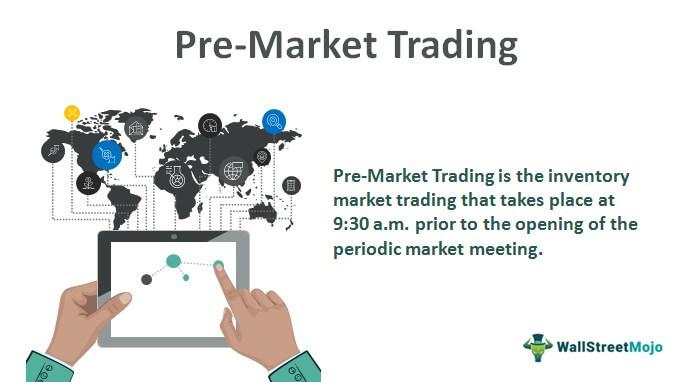 Pre-Market Trading
Pre-Market Trading is the inventory
market trading that takes place at
9:30 a.m. prior to the opening of the
periodic market meeting.
WallStreetMojo